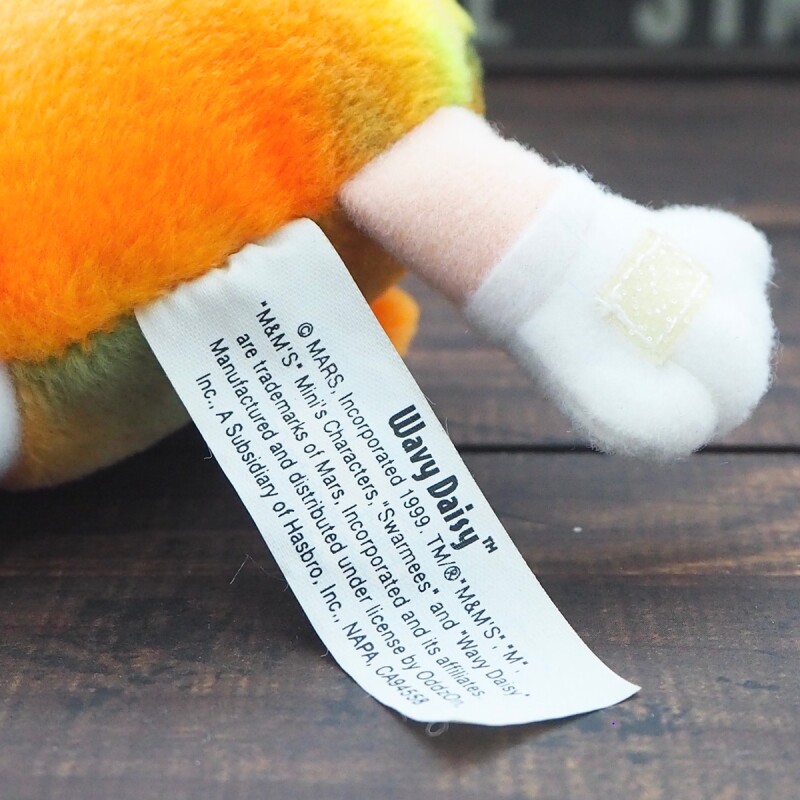 Wavy Daisy™
© MARS, Incorporated 1999. TM/® "M&M'S", "M",
"M&M'S" Mini's Characters, "Swarmees" and "Wavy Daisy"
are trademarks of Mars, Incorporated and its affiliates.
Manufactured and distributed under license by OddzOn,
Inc., A Subsidiary of Hasbro, Inc., NAPA, CA94558